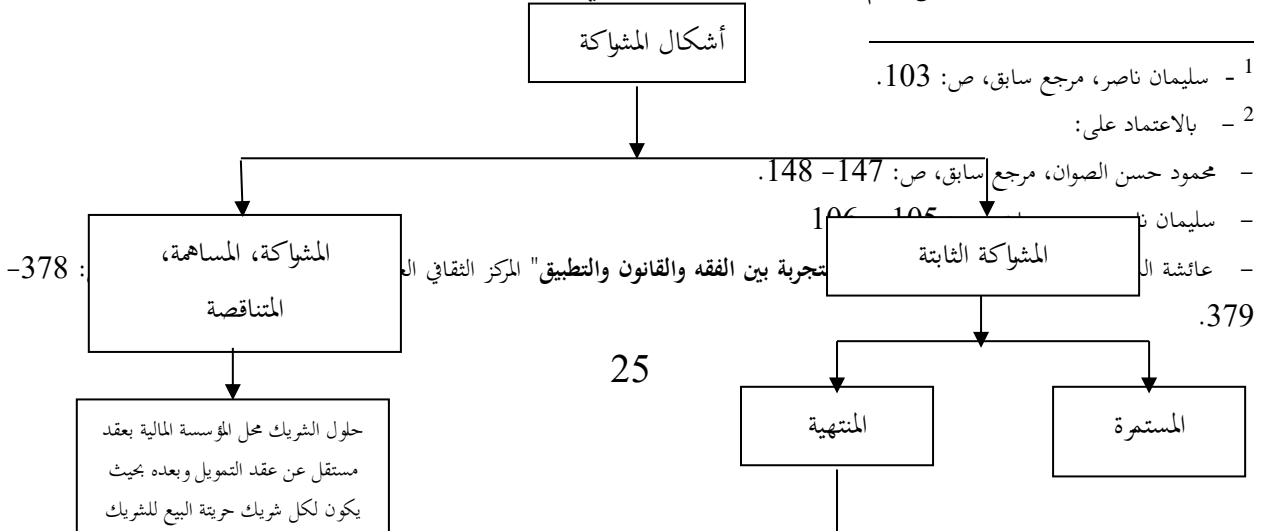 أشكال المشاركة
1 - سليمان ناصر، مرجع سابق، ص: 103.
2 - بالاعتماد على:
- محمود حسن الصوان، مرجع سابق، ص: 147- 148.
- سليمان
- عائشة
لتجربة بين الفقه والقانون والتطبيق" المركز الثقافي
: 378-
379.
المشاركة الثابتة
المشاركة، المساهمة،
المتناقصة
25
المستمرة
المنتهية
حلول الشريك محل المؤسسة المالية بعقد
مستقل عن عقد التمويل وبعده بحيث
يكون لكل شريك حريتة البيع للشريك